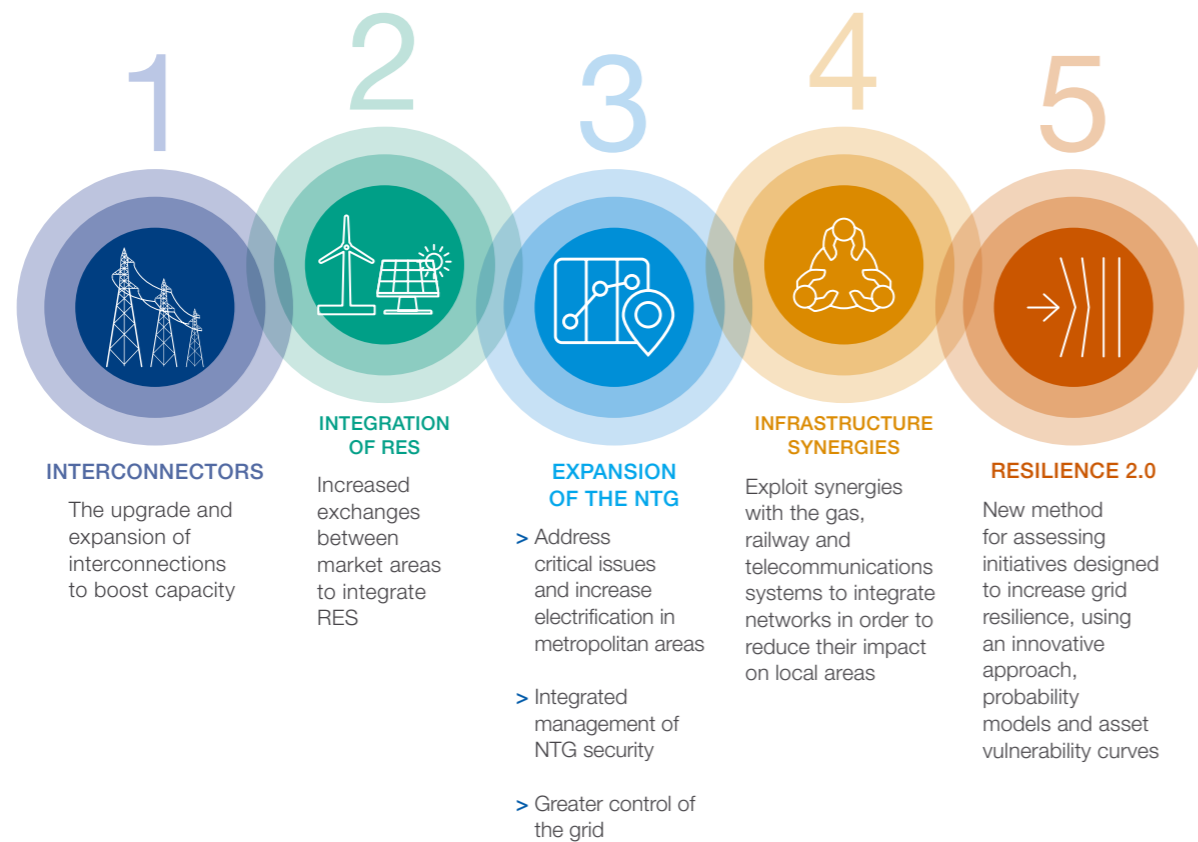 1
INTERCONNECTORS
The upgrade and
expansion of
interconnections
to boost capacity
2
INTEGRATION
OF RES
Increased
exchanges
between
market areas
to integrate
RES
3
EXPANSION
OF THE NTG
> Address
critical issues
and increase
electrification in
metropolitan areas
> Integrated
management of
NTG security
> Greater control of
the grid
4
INFRASTRUCTURE
SYNERGIES
Exploit synergies
with the gas,
railway and
telecommunications
systems to integrate
networks in order to
reduce their impact
on local areas
5
RESILIENCE 2.0
New method
for assessing
initiatives designed
to increase grid
resilience, using
an innovative
approach,
probability
models and asset
vulnerability curves